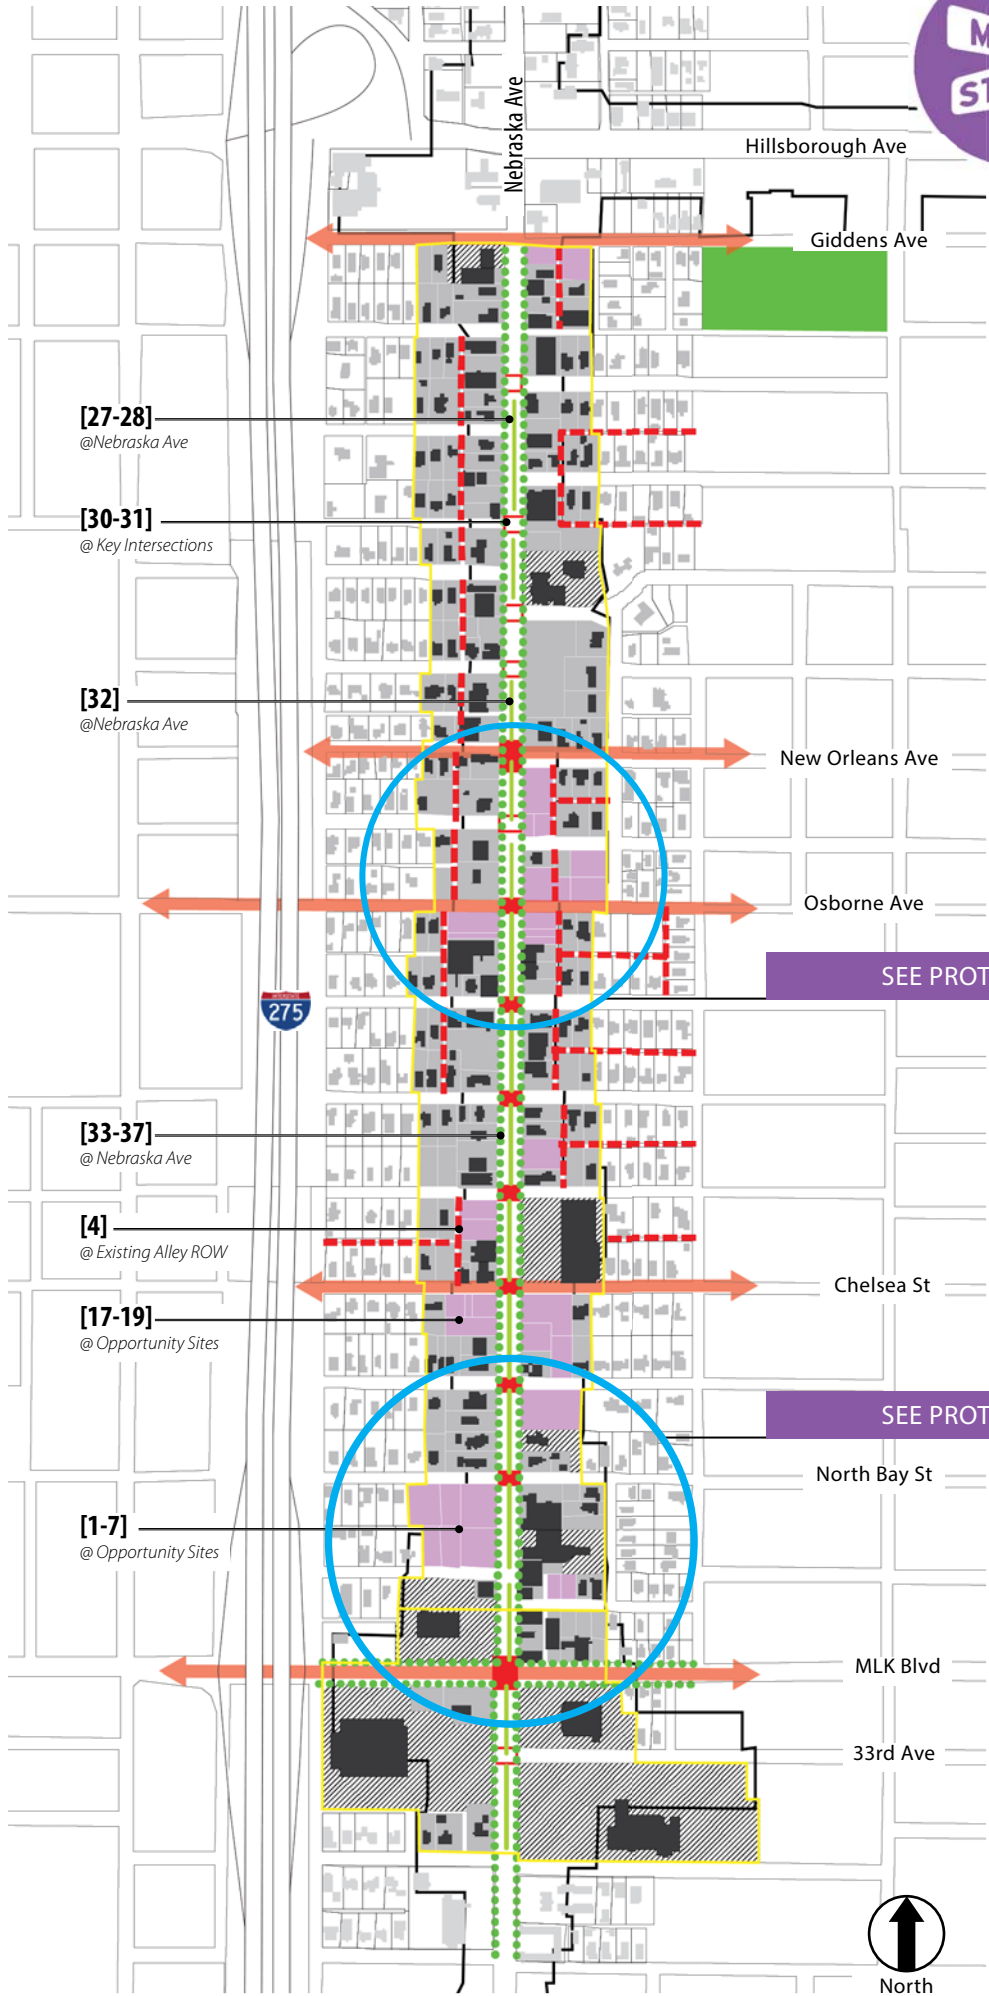 Nebraska Ave
Hillsborough Ave
Giddens Ave
[27-28]
@Nebraska Ave
[30-31]
@ Key Intersections
[32]
@Nebraska Ave
New Orleans Ave
Osborne Ave
SEE PROT
INTERSTATE
275
[33-37]
@ Nebraska Ave
[4]
@ Existing Alley ROW
Chelsea St
[17-19]
@ Opportunity Sites
SEE PROT
North Bay St
[1-7]
@ Opportunity Sites
MLK Blvd
33rd Ave
North